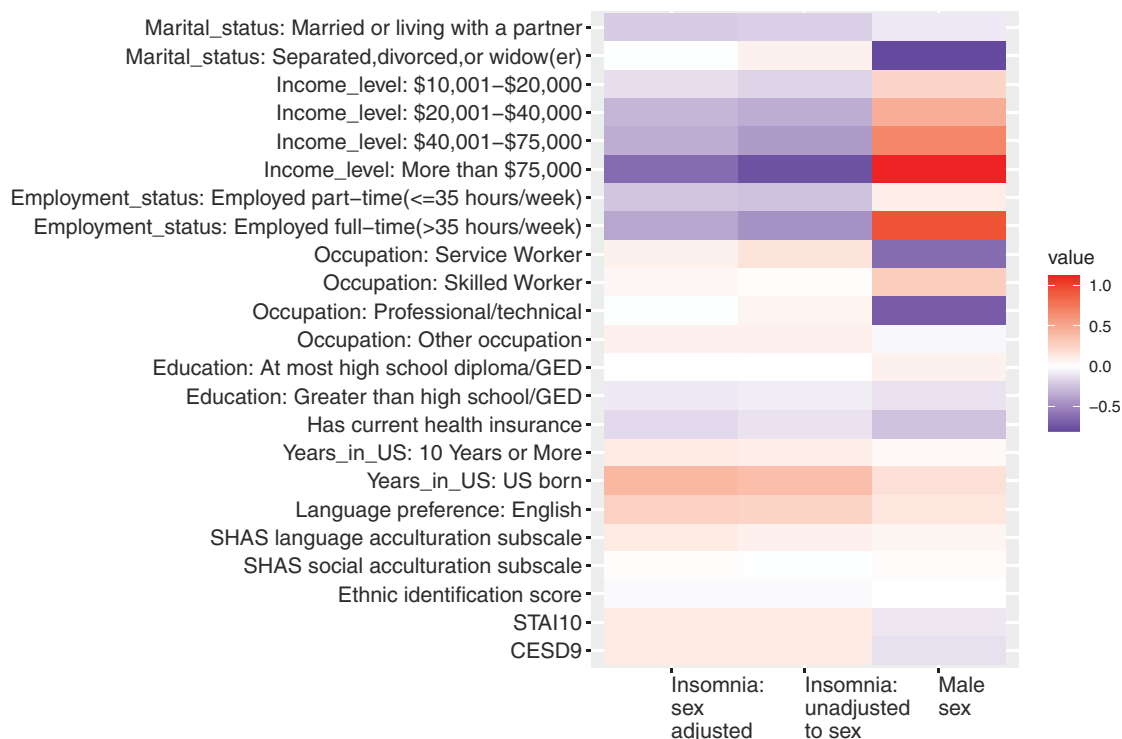 Marital_status: Married or living with a partner
Marital_status: Separated,divorced,or widow(er)
Income_level: $10,001−$20,000
Income_level: $20,001−$40,000
Income_level: $40,001−$75,000
Income_level: More than $75,000
Employment_status: Employed part−time(<=35 hours/week)
Employment_status: Employed full−time(>35 hours/week)
Occupation: Service Worker
Occupation: Skilled Worker
Occupation: Professional/technical
Occupation: Other occupation
Education: At most high school diploma/GED
Education: Greater than high school/GED
Has current health insurance
Years_in_US: 10 Years or More
Years_in_US: US born
Language preference: English
SHAS language acculturation subscale
SHAS social acculturation subscale
Ethnic identification score
STAI10
CESD9
Insomnia:
sex
adjusted
Insomnia:
unadjusted
to sex
Male
sex
value
1.0
0.5
0.0
−0.5